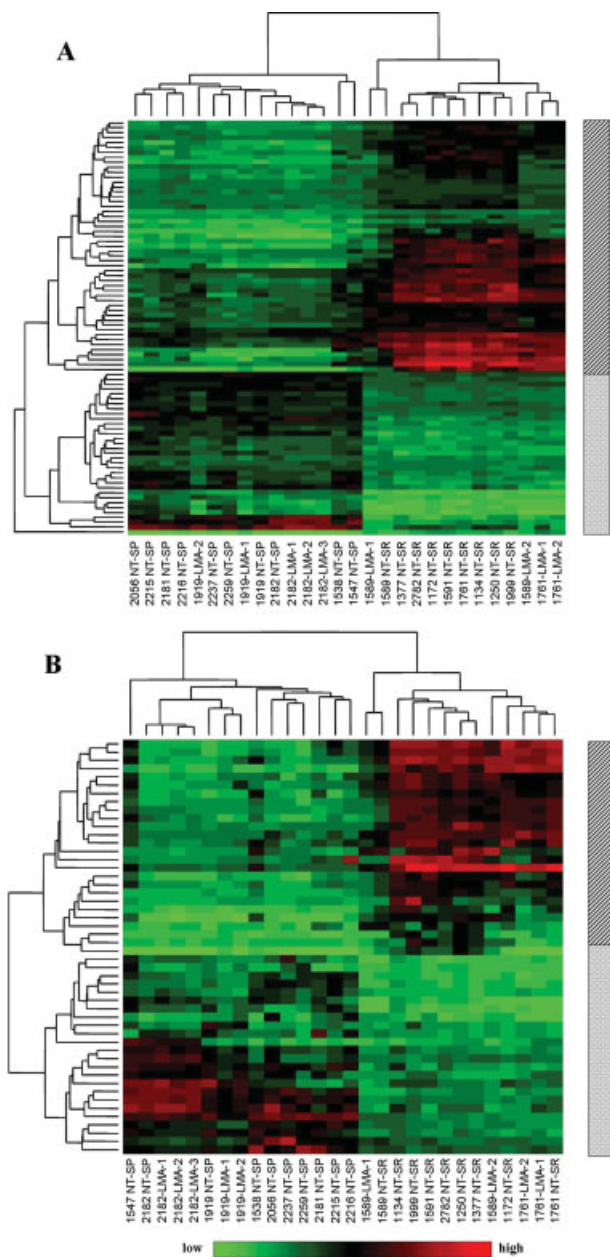 A
2056 NT-SP
2215 NT-SP
2181 NT-SP
2216 NT-SP
1919-LMA-2
2237 NT-SP
2259 NT-SP
1919-LMA-1
1919 NT-SP
2182 NT-SP
2182-LMA-1
2182-LMA-2
2182-LMA-3
1538 NT-SP
1547 NT-SP
1589-LMA-1
1589 NT-SR
1377 NT-SR
2782 NT-SR
1172 NT-SR
1591 NT-SR
1761 NT-SR
1134 NT-SR
1250 NT-SR
1999 NT-SR
1589-LMA-2
1761-LMA-1
1761-LMA-2
B
1547 NT-SP
2182 NT-SP
2182-LMA-1
2182-LMA-2
2182-LMA-3
1919 NT-SP
1919-LMA-1
1919-LMA-2
1538 NT-SP
2056 NT-SP
2237 NT-SP
2259 NT-SP
2181 NT-SP
2215 NT-SP
2216 NT-SP
1589-LMA-1
1589 NT-SR
1134 NT-SR
1999 NT-SR
1591 NT-SR
2782 NT-SR
1250 NT-SR
1377 NT-SR
1589-LMA-2
1172 NT-SR
1761-LMA-2
1761-LMA-1
1761 NT-SR
low high